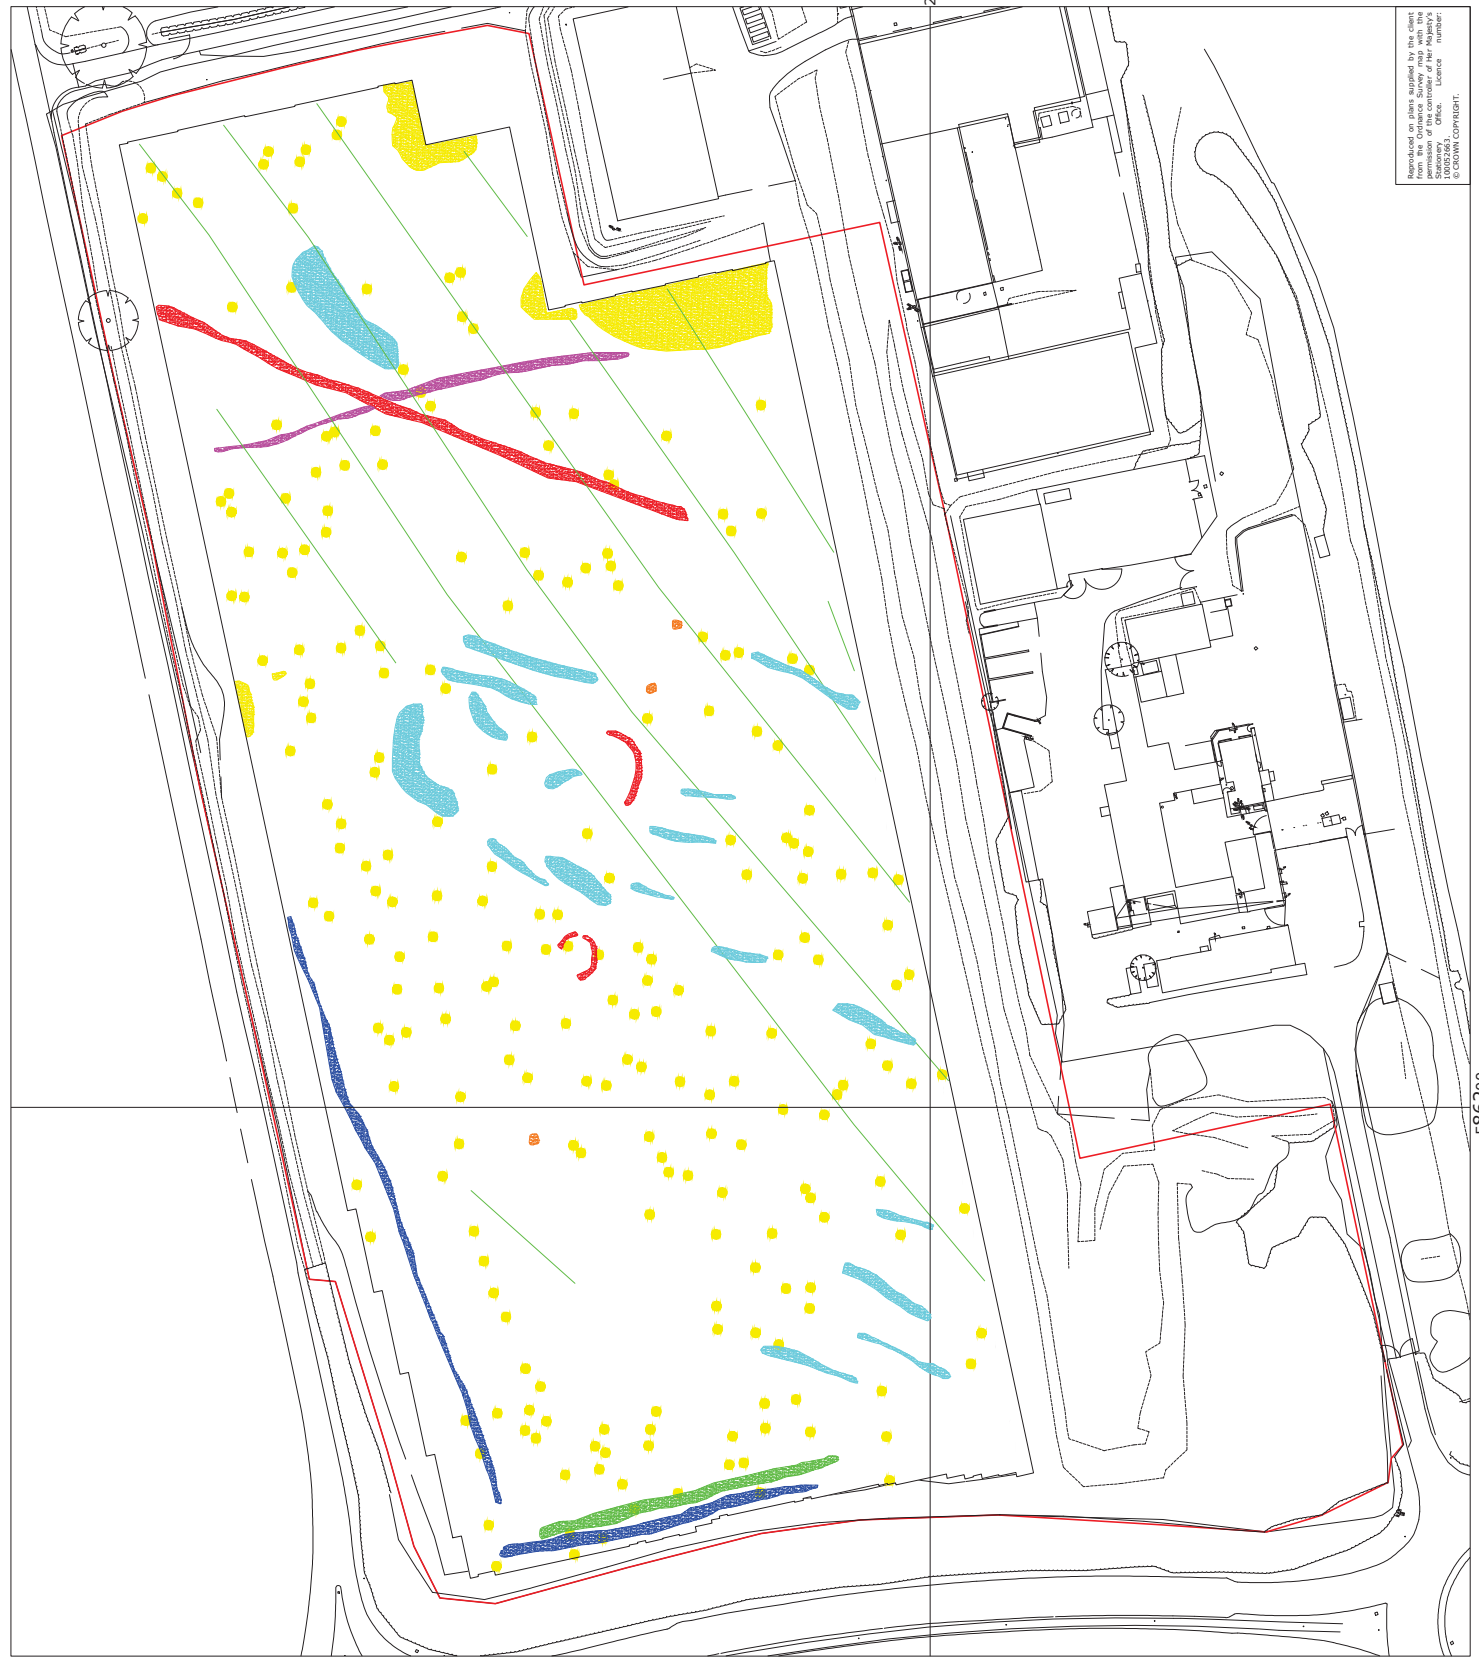 Reproduced on plans supplied by the client
from the Ordnance Survey map with the
permission of the controller of Her Majesty's
Stationery Office. Licence number:
100052663.
© CROWN COPYRIGHT.